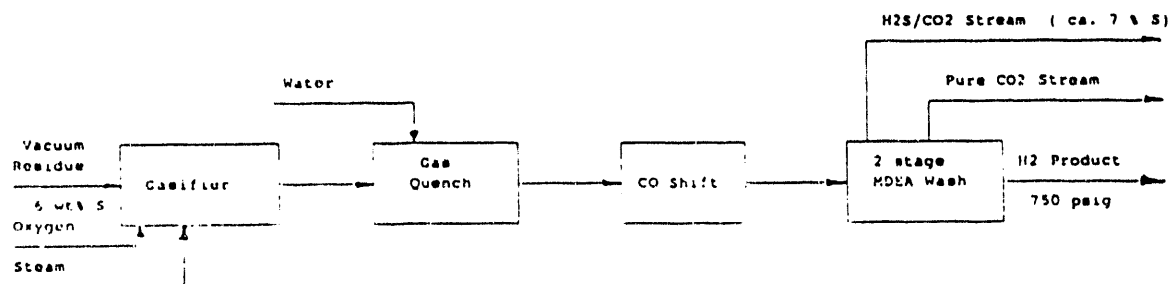 H2S/CO2 Stream ( ca. 7 % S)
Pure CO2 Stream
Wator
Vacuum
Residue
Gasifier
Gas
Quench
CO Shift
2 stage
MDEA Wash
H2 Product
750 psig
6 wt% S
Oxygen
Steam